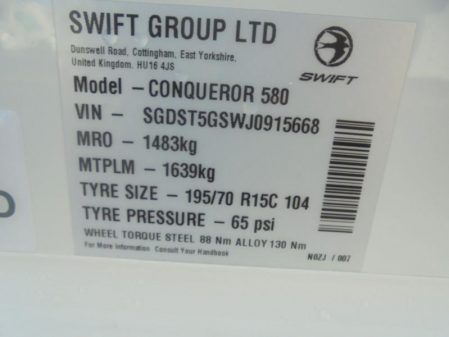 SWIFT GROUP LTD
Dunswell Road, Cottingham, East Yorkshire,
United Kingdom. HU16 4JS
SWIFT
Model - CONQUEROR 580
VIN - SGDST5GSWJ0915668
MRO - 1483kg
MTPLM - 1639kg
TYRE SIZE - 195/70 R15C 104
TYRE PRESSURE - 65 psi
WHEEL TORQUE STEEL 88 Nm ALLOY 130 Nm
For More Information Consult Your Handbook
NOZJ / 007